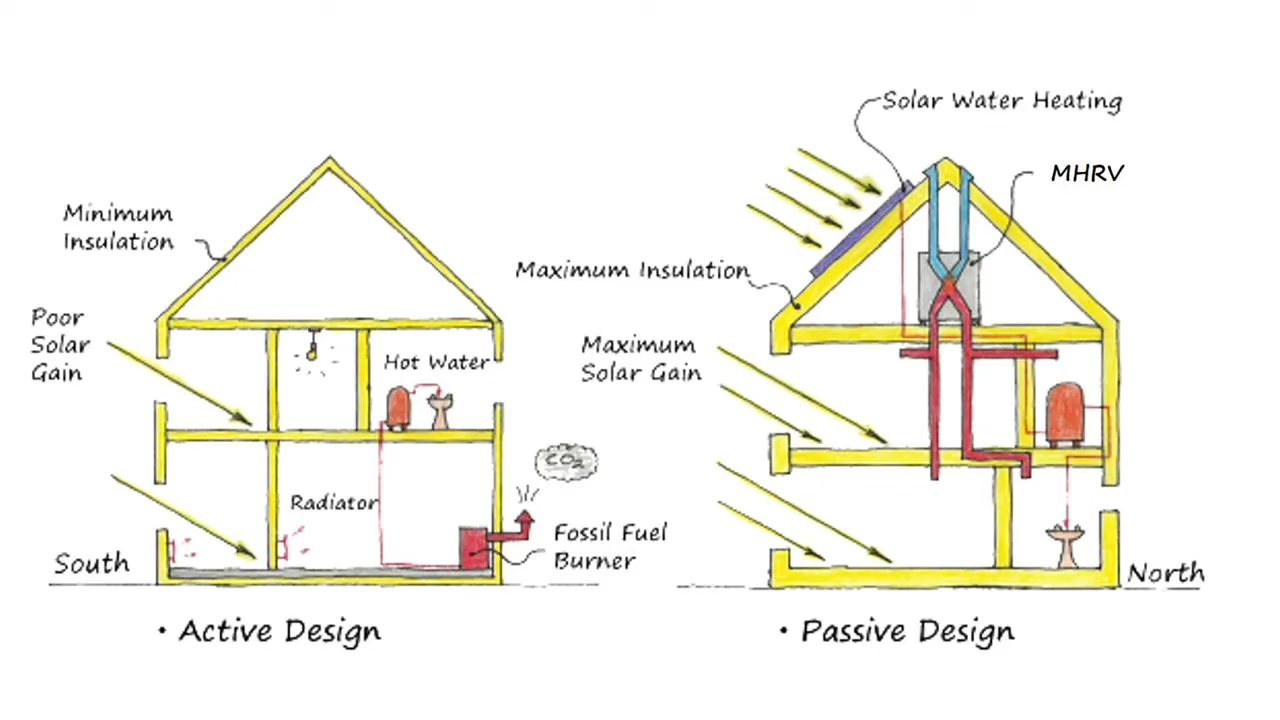 Solar Water Heating
MHRV
Minimum
Insulation
Maximum Insulation
Poor
Solar
Gain
Hot Water
Maximum
Solar Gain
CO2
Radiator
Fossil Fuel
Burner
South
North
• Active Design
• Passive Design